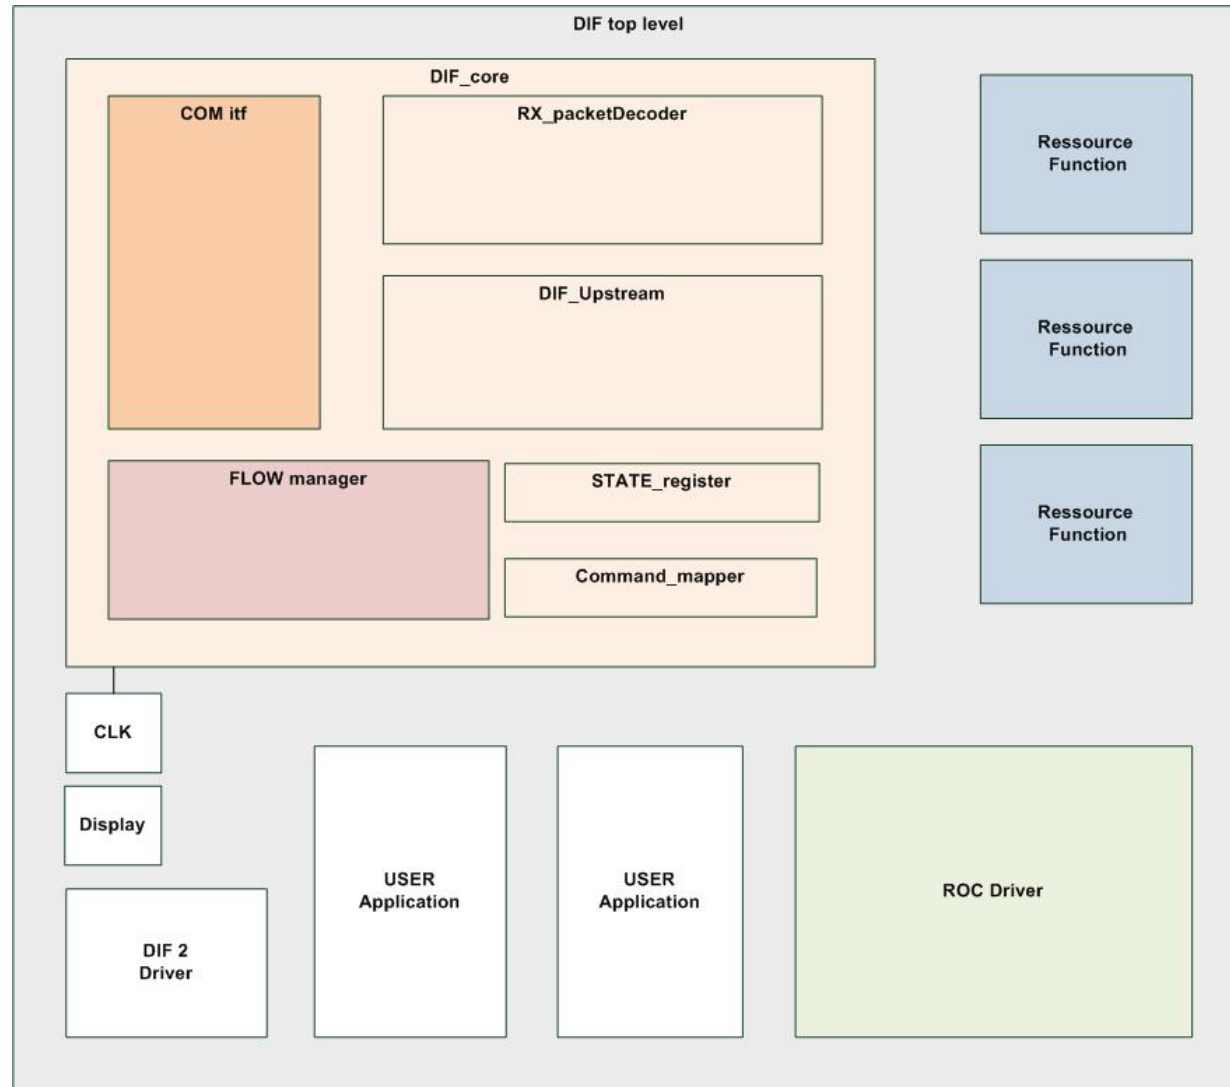 DIF top level
DIF_core
COM itf
RX_packetDecoder
Ressource
Function
DIF_Upstream
Ressource
Function
FLOW manager
STATE_register
Ressource
Function
Command_mapper
CLK
Display
USER
Application
USER
Application
ROC Driver
DIF 2
Driver